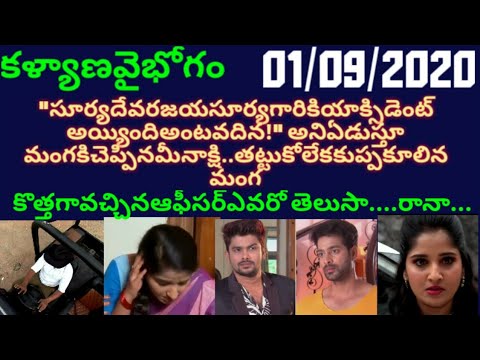 కళ్యాణవైభోగం 01/09/2020
"సూర్యదేవరజయసూర్యగారికియాక్సిడెంట్
అయ్యిందిఅంటవదిన!" అనిఏడుస్తూ
మంగకిచెప్పినమీనాక్షి..తట్టుకోలేకకుప్పకూలిన
మంగ
కొత్తగావచ్చినఆఫీసర్ఎవరో తెలుసా....రానా...